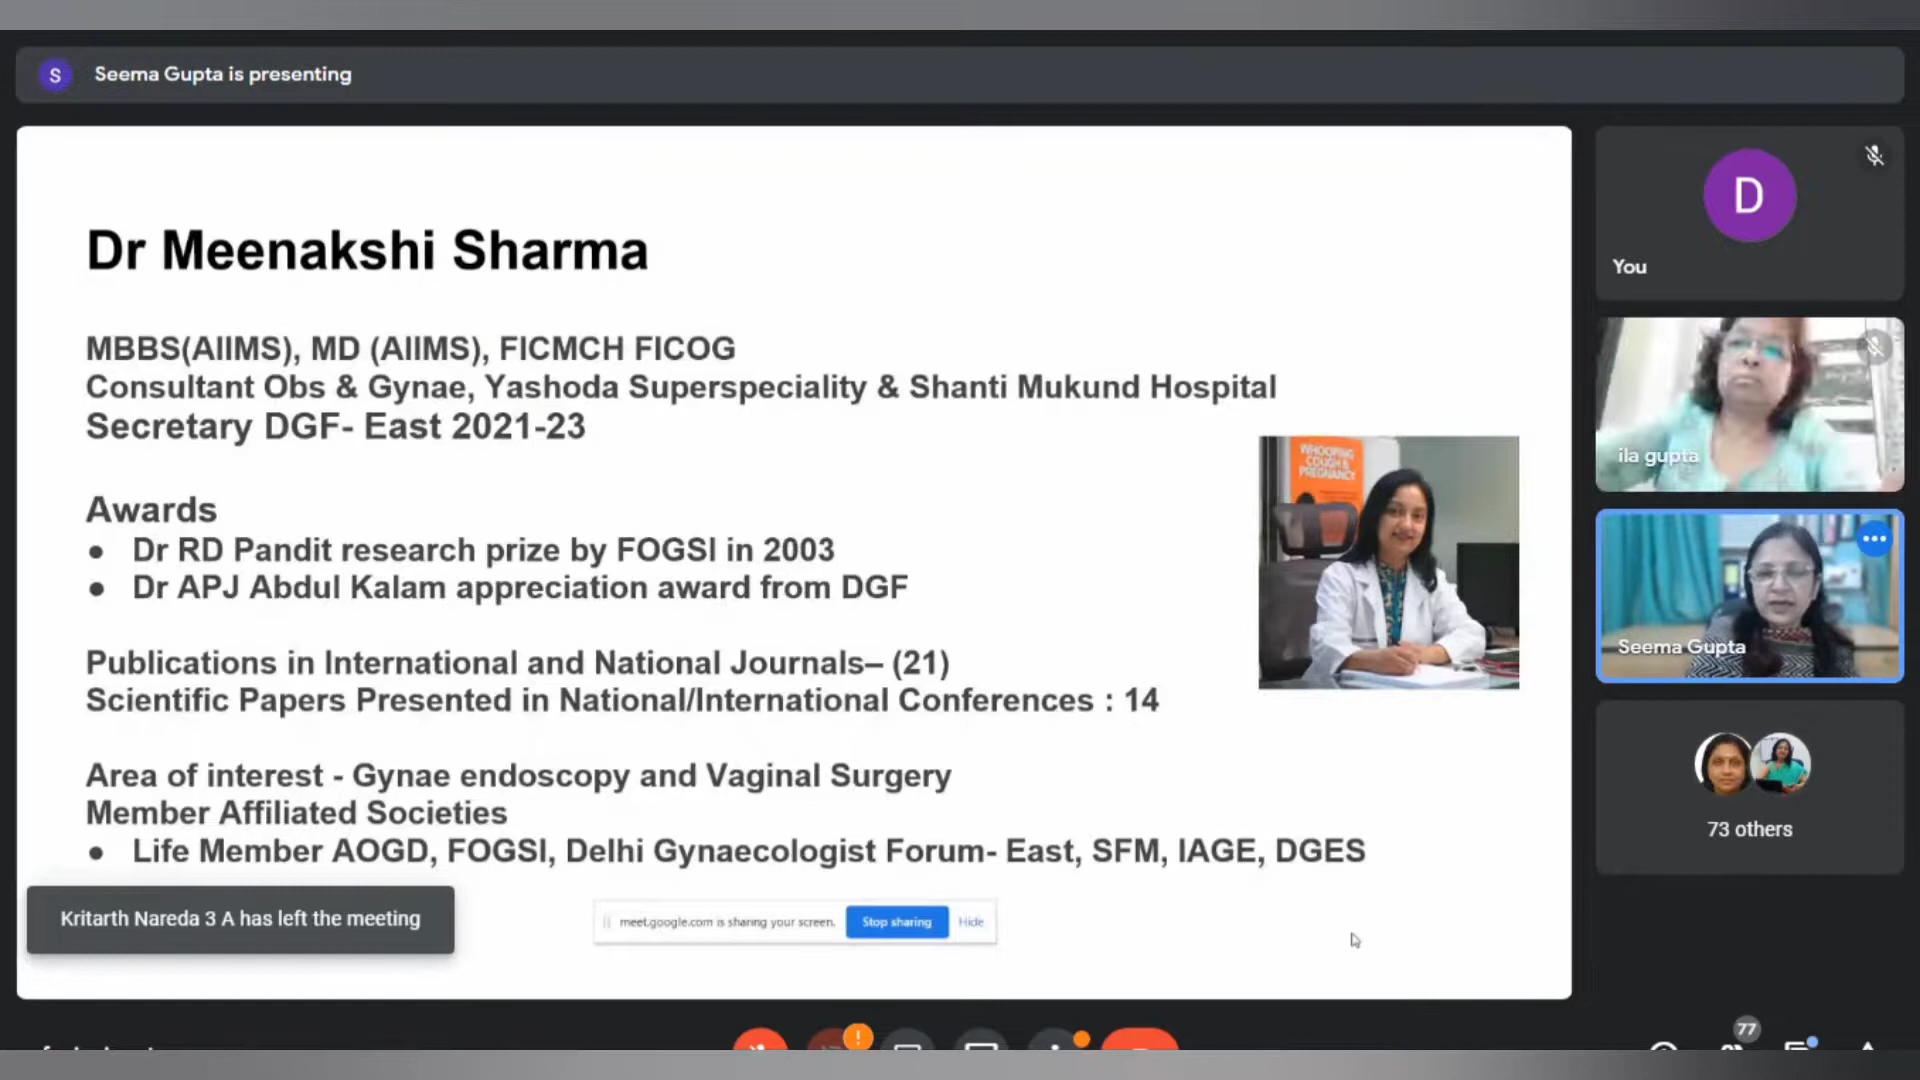 S
Seema Gupta is presenting
Dr Meenakshi Sharma
MBBS(AIIMS), MD (AIIMS), FICMCH FICOG
Consultant Obs & Gynae, Yashoda Superspeciality & Shanti Mukund Hospital
Secretary DGF- East 2021-23
Awards
● Dr RD Pandit research prize by FOGSI in 2003
● Dr APJ Abdul Kalam appreciation award from DGF
Publications in International and National Journals– (21)
Scientific Papers Presented in National/International Conferences : 14
Area of interest - Gynae endoscopy and Vaginal Surgery
Member Affiliated Societies
● Life Member AOGD, FOGSI, Delhi Gynaecologist Forum- East, SFM, IAGE, DGES
WHOOPING
COUGH &
PREGNANCY
Kritarth Nareda 3 A has left the meeting
meet.google.com is sharing your screen. Stop sharing Hide
D
You
ila gupta
Seema Gupta
73 others
77